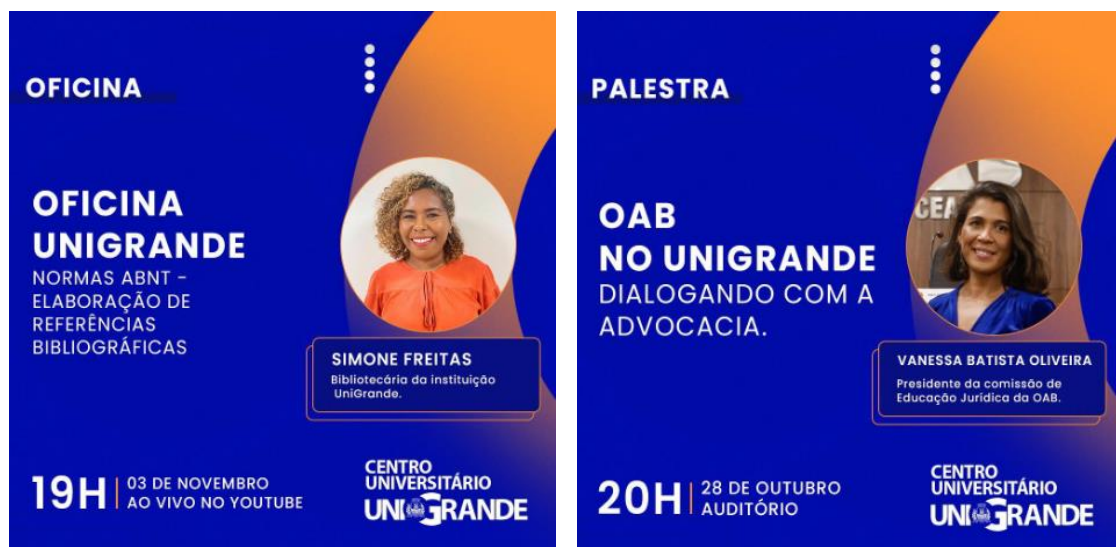 OFICINA
OFICINA
UNIGRANDE
NORMAS ABNT -
ELABORAÇÃO DE
REFERÊNCIAS
BIBLIOGRÁFICAS
SIMONE FREITAS
Bibliotecária da instituição
UniGrande.
19H
03 DE NOVEMBRO
AO VIVO NO YOUTUBE
CENTRO
UNIVERSITÁRIO
UNIGRANDE
PALESTRA
OAB
NO UNIGRANDE
DIALOGANDO COM A
ADVOCACIA.
CEA
VANESSA BATISTA OLIVEIRA
Presidente da comissão de
Educação Jurídica da OAB.
20H
28 DE OUTUBRO
AUDITÓRIO
CENTRO
UNIVERSITÁRIO
UNIGRANDE